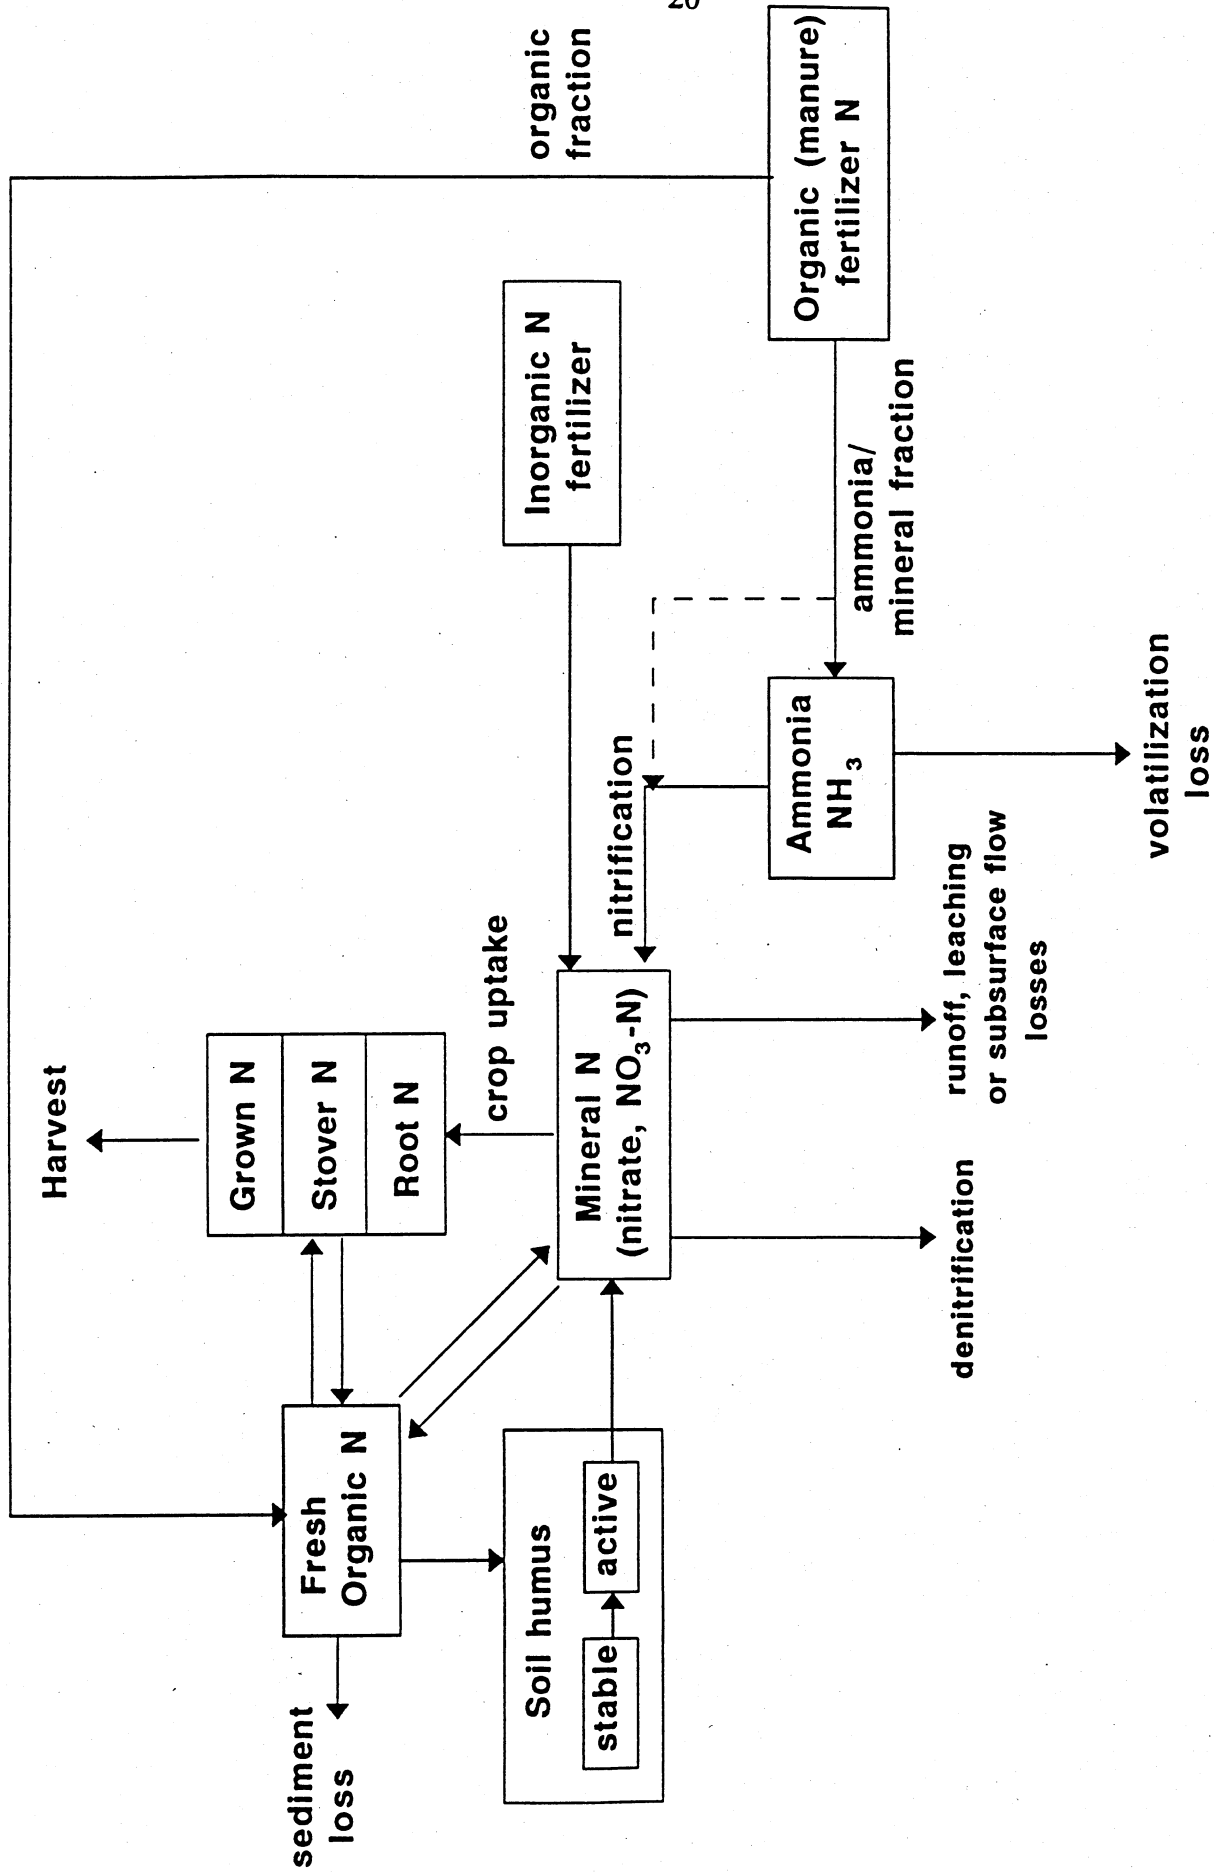 20
Harvest
sediment
loss
Fresh
Organic N
Grown N
Stover N
Root N
crop uptake
organic
fraction
Inorganic N
fertilizer
Soil humus
stable
active
Mineral N
(nitrate, NO₃-N)
nitrification
Ammonia
NH₃
ammonia/
mineral fraction
Organic (manure)
fertilizer N
denitrification
runoff, leaching
or subsurface flow
losses
volatilization
loss